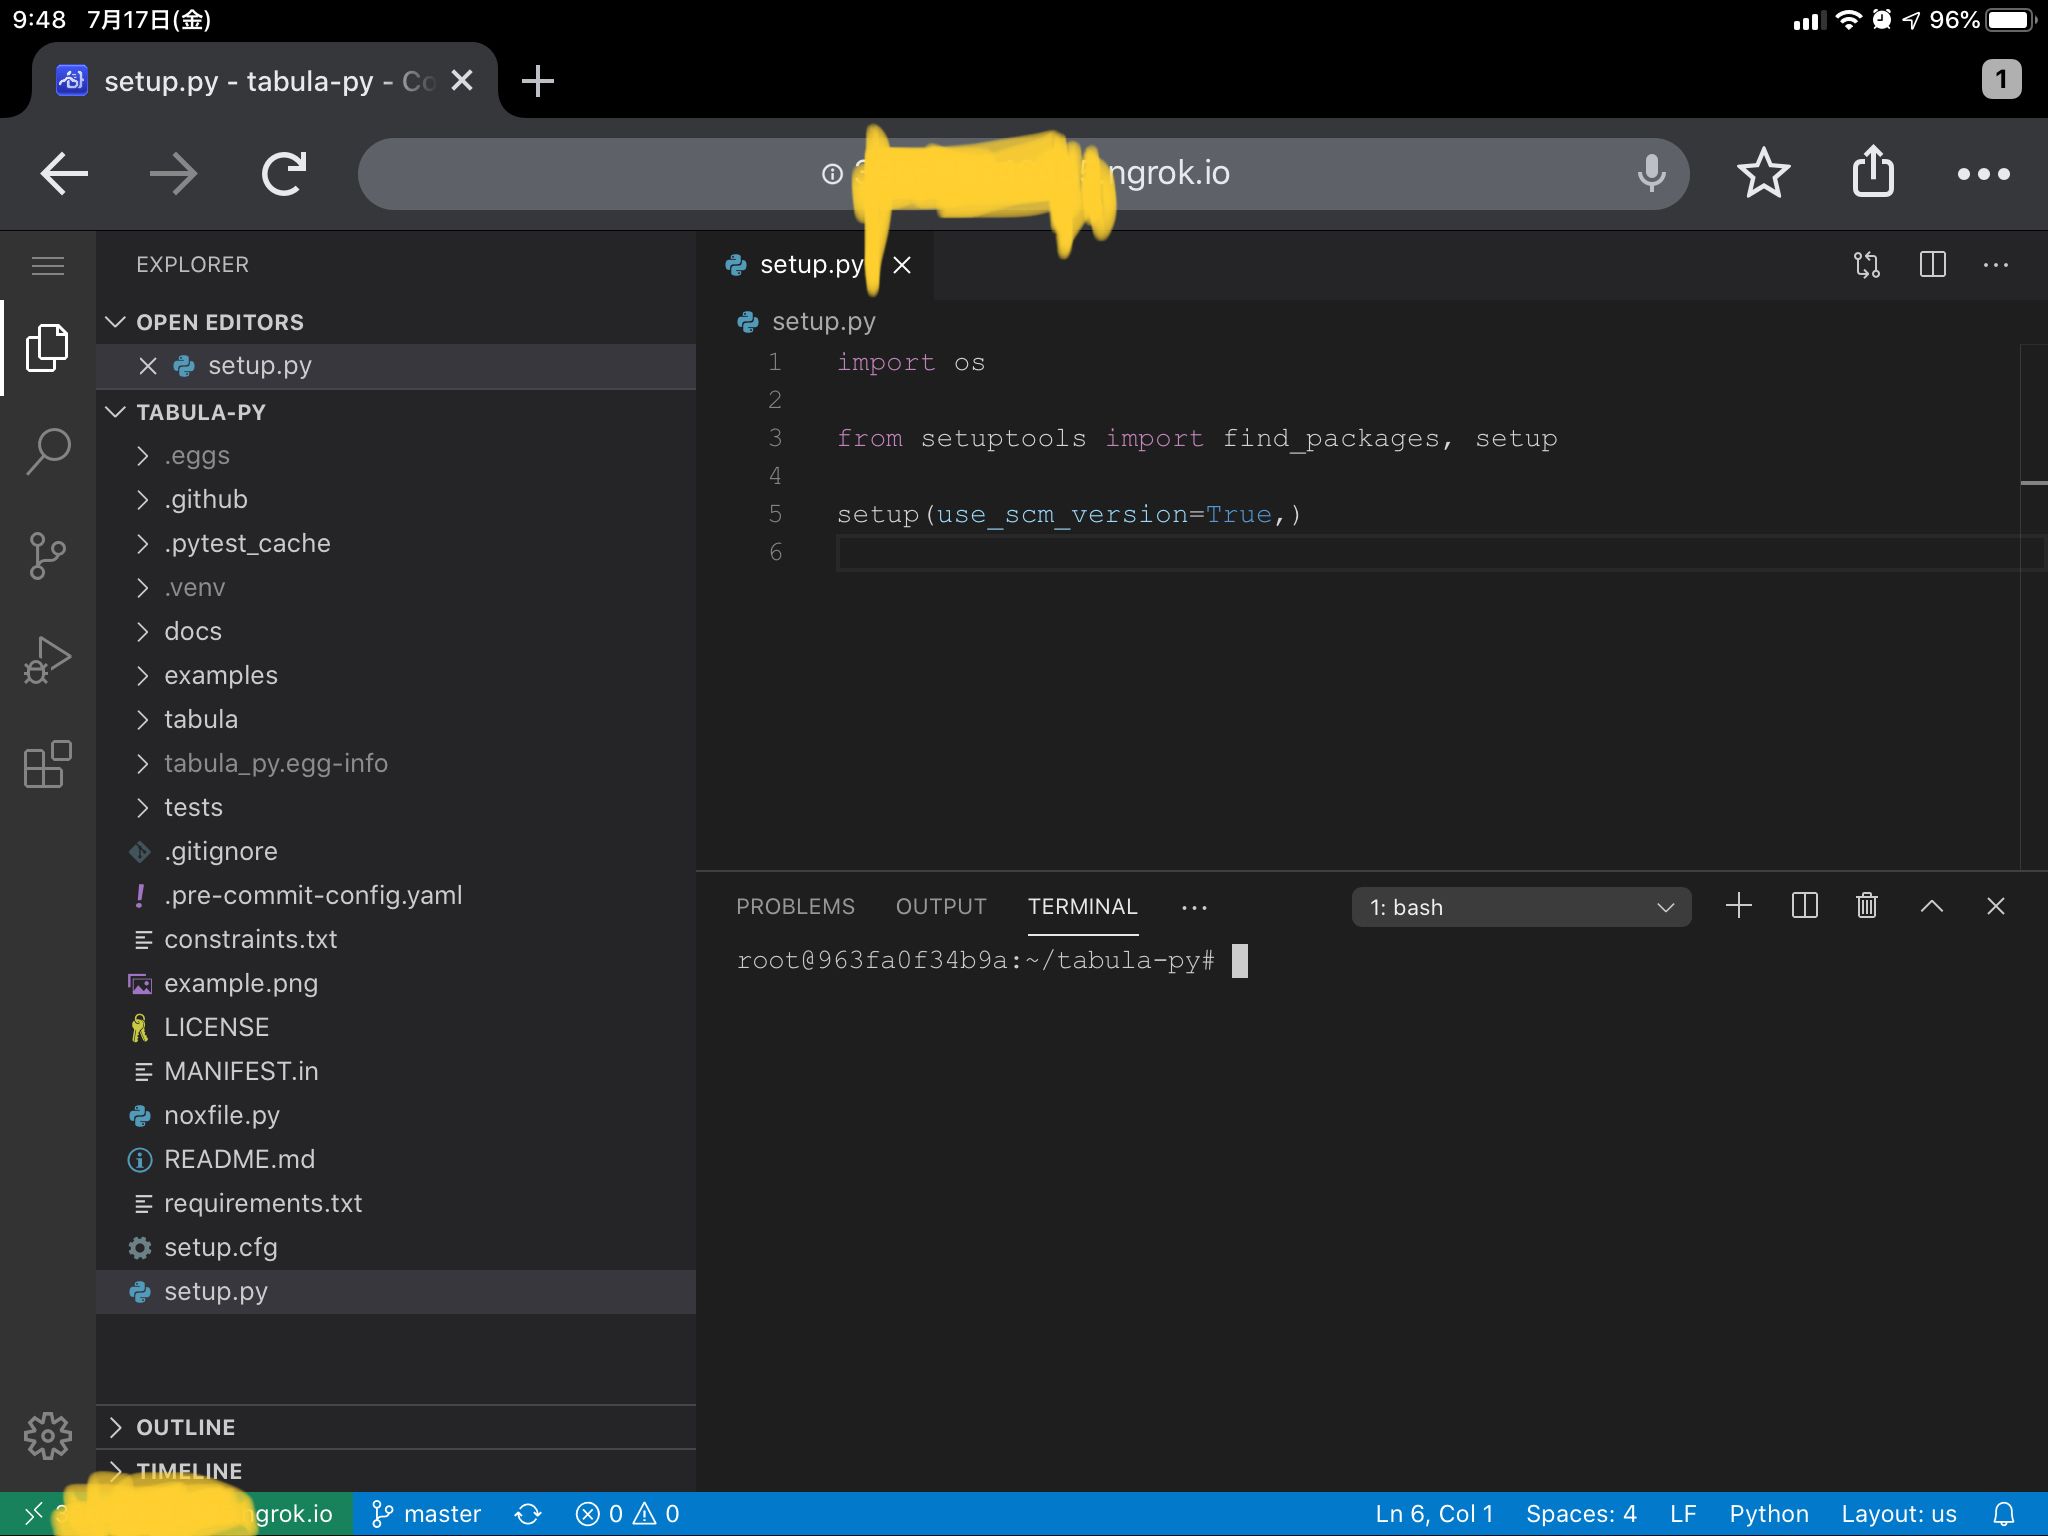 9:48 7月17日(金)
96%
setup.py - tabula-py - Co
1
ngrok.io
EXPLORER
OPEN EDITORS
setup.py
TABULA-PY
.eggs
.github
.pytest_cache
.venv
docs
examples
tabula
tabula_py.egg-info
tests
.gitignore
.pre-commit-config.yaml
constraints.txt
example.png
LICENSE
MANIFEST.in
noxfile.py
README.md
requirements.txt
setup.cfg
setup.py
OUTLINE
TIMELINE
setup.py
setup.py
1 import os
2
3 from setuptools import find_packages, setup
4
5 setup(use_scm_version=True,)
6
PROBLEMS OUTPUT TERMINAL
1: bash
root@963fa0f34b9a:~/tabula-py#
grok.io
master
0 0
Ln 6, Col 1 Spaces: 4 LF Python Layout: us